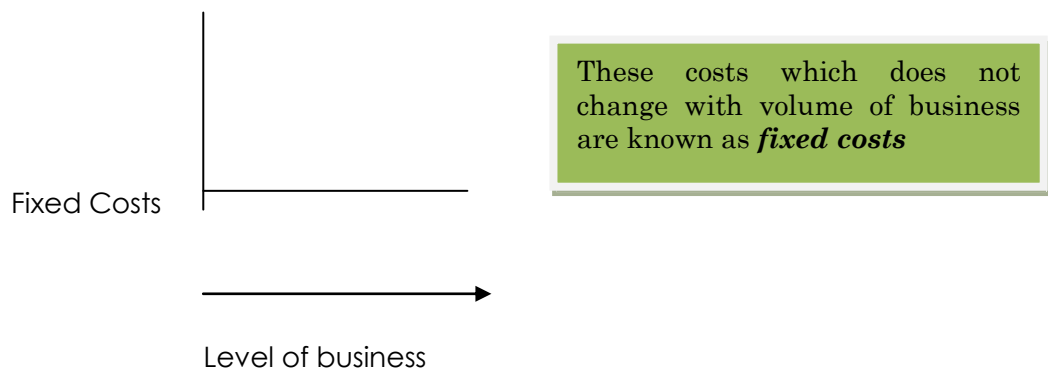 These costs which does not
change with volume of business
are known as fixed costs
Fixed Costs
Level of business